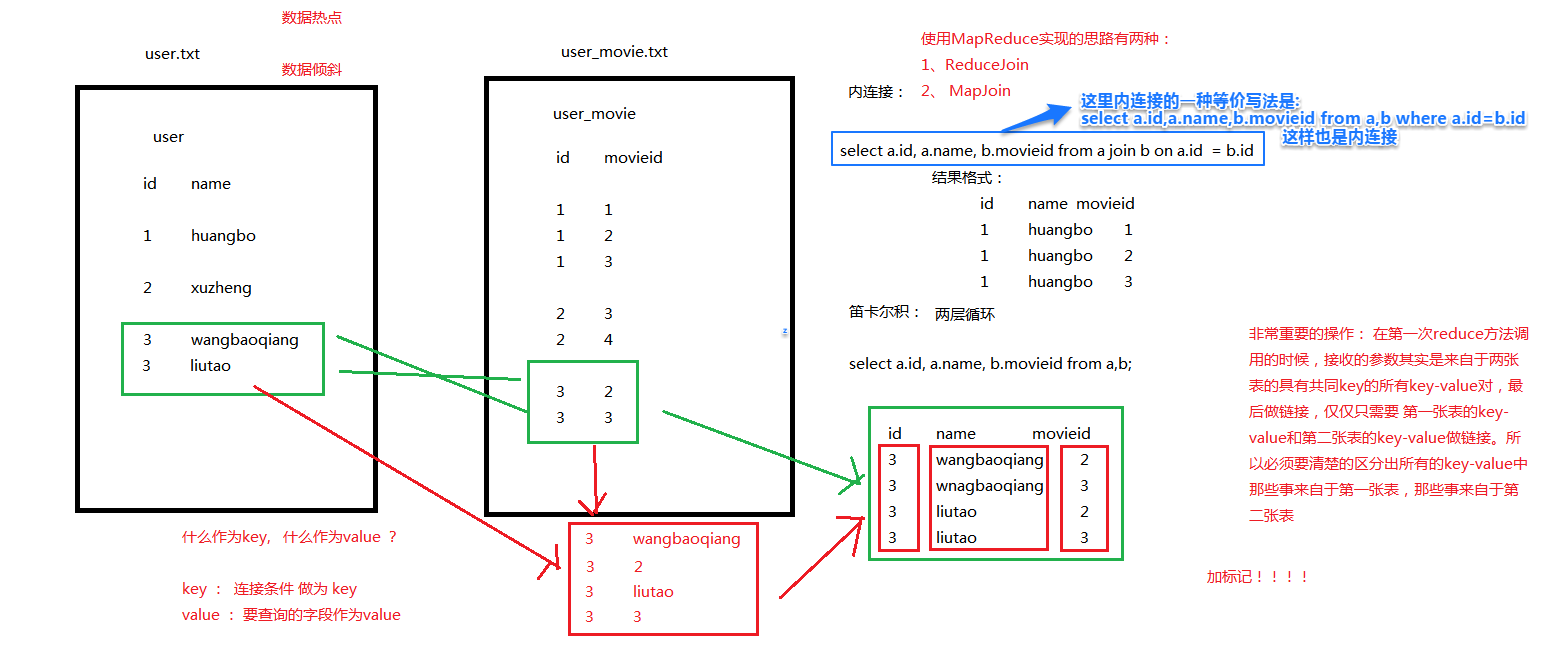 数据热点
user.txt
数据倾斜
user
id name
1 huangbo
2 xuzheng
3 wangbaoqiang
3 liutao
什么作为key, 什么作为value ？
key ： 连接条件 做为 key
value ：要查询的字段作为value
user_movie.txt
user_movie
id movieid
1 1
1 2
1 3
2 3
2 4
3 2
3 3
z
3 wangbaoqiang
3 2
3 liutao
3 3
使用MapReduce实现的思路有两种：
1、ReduceJoin
2、 MapJoin
内连接：
这里内连接的一种等价写法是:
select a.id,a.name,b.movieid from a,b where a.id=b.id
这样也是内连接
select a.id, a.name, b.movieid from a join b on a.id = b.id
结果格式：
id name movieid
1 huangbo 1
1 huangbo 2
1 huangbo 3
笛卡尔积： 两层循环
select a.id, a.name, b.movieid from a,b;
id name movieid
3 wangbaoqiang 2
3 wnagbaoqiang 3
3 liutao 2
3 liutao 3
非常重要的操作： 在第一次reduce方法调
用的时候，接收的参数其实是来自于两张
表的具有共同key的所有key-value对，最
后做链接，仅仅只需要 第一张表的key-
value和第二张表的key-value做链接。所
以必须要清楚的区分出所有的key-value中
那些事来自于第一张表，那些事来自于第
二张表
加标记！！！！